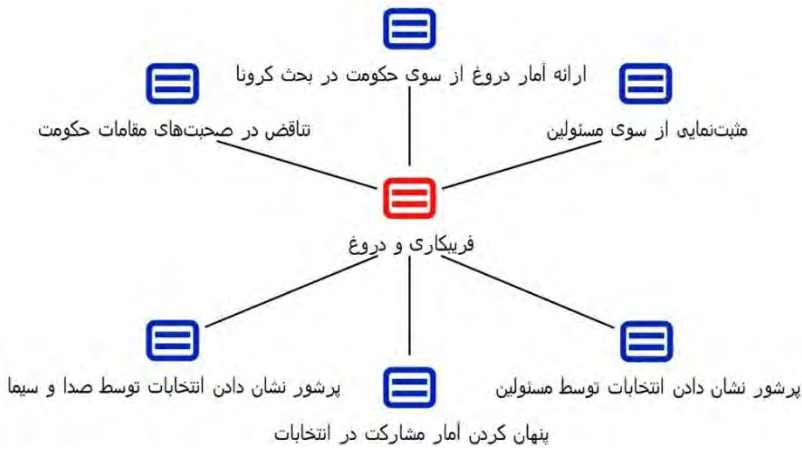 ارائه آمار دروغ از سوی حکومت در بحث کرونا
مثبت‌نمایی از سوی مسئولین
تناقض در صحبت‌های مقامات حکومت
فریبکاری و دروغ
پرشور نشان دادن انتخابات توسط مسئولین
پرشور نشان دادن انتخابات توسط صدا و سیما
پنهان کردن آمار مشارکت در انتخابات